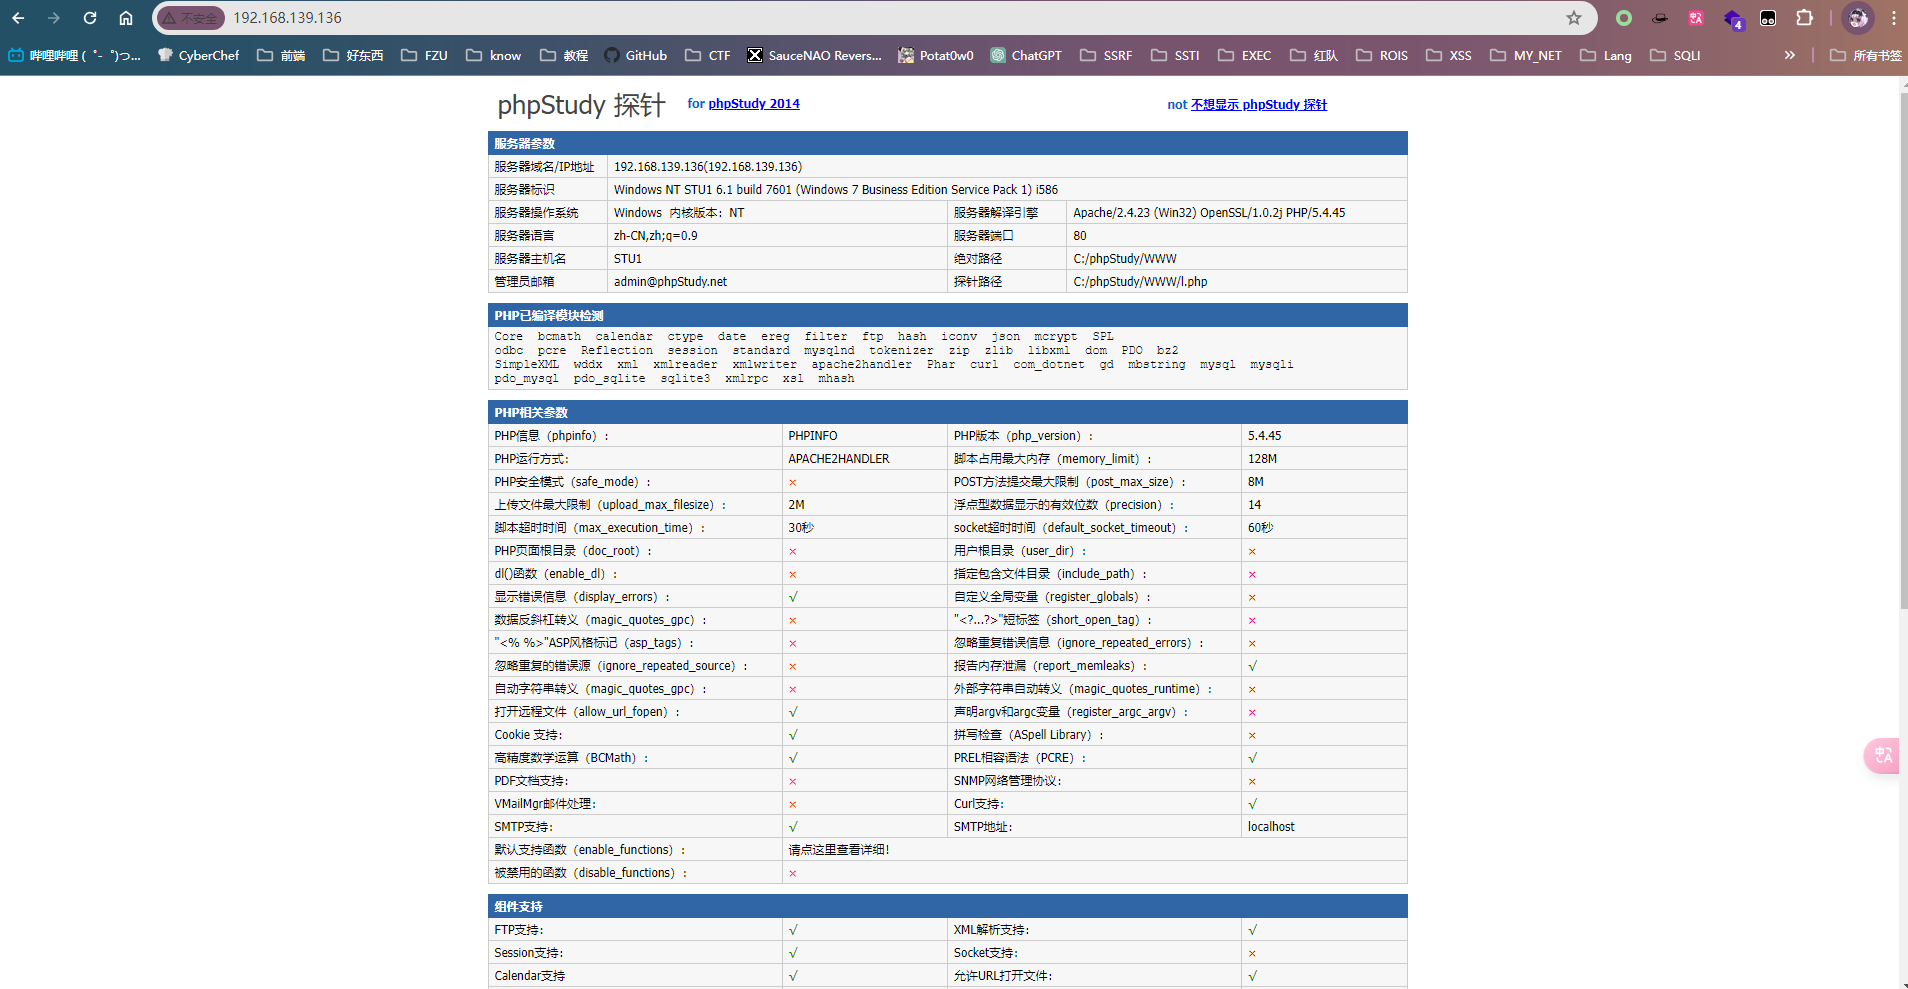 不安全 192.168.139.136 4
哔哩哔哩 (゜-゜)つ... CyberChef 前端 好东西 FZU know 教程 GitHub CTF SauceNAO Revers... Potat0w0 ChatGPT SSRF SSTI EXEC 红队 ROIS XSS MY_NET Lang SQLI » 所有书签
phpStudy 探针 for phpStudy 2014 not 不想显示 phpStudy 探针
服务器参数
服务器域名/IP地址 192.168.139.136(192.168.139.136)
服务器标识 Windows NT STU1 6.1 build 7601 (Windows 7 Business Edition Service Pack 1) i586
服务器操作系统 Windows 内核版本：NT 服务器解译引擎 Apache/2.4.23 (Win32) OpenSSL/1.0.2j PHP/5.4.45
服务器语言 zh-CN,zh;q=0.9 服务器端口 80
服务器主机名 STU1 绝对路径 C:/phpStudy/WWW
管理员邮箱 admin@phpStudy.net 探针路径 C:/phpStudy/WWW/l.php
PHP已编译模块检测
Core bcmath calendar ctype date ereg filter ftp hash iconv json mcrypt SPL
odbc pcre Reflection session standard mysqlnd tokenizer zip zlib libxml dom PDO bz2
SimpleXML wddx xml xmlreader xmlwriter apache2handler Phar curl com_dotnet gd mbstring mysql mysqli
pdo_mysql pdo_sqlite sqlite3 xmlrpc xsl mhash
PHP相关参数
PHP信息（phpinfo）: PHPINFO PHP版本（php_version）: 5.4.45
PHP运行方式: APACHE2HANDLER 脚本占用最大内存（memory_limit）: 128M
PHP安全模式（safe_mode）: × POST方法提交最大限制（post_max_size）: 8M
上传文件最大限制（upload_max_filesize）: 2M 浮点型数据显示的有效位数（precision）: 14
脚本超时时间（max_execution_time）: 30秒 socket超时时间（default_socket_timeout）: 60秒
PHP页面根目录（doc_root）: × 用户根目录（user_dir）: ×
dl()函数（enable_dl）: × 指定包含文件目录（include_path）: ×
显示错误信息（display_errors）: √ 自定义全局变量（register_globals）: ×
数据反斜杠转义（magic_quotes_gpc）: × "<?...?>"短标签（short_open_tag）: ×
"<% %>"ASP风格标记（asp_tags）: × 忽略重复错误信息（ignore_repeated_errors）: ×
忽略重复的错误源（ignore_repeated_source）: × 报告内存泄漏（report_memleaks）: √
自动字符串转义（magic_quotes_gpc）: × 外部字符串自动转义（magic_quotes_runtime）: ×
打开远程文件（allow_url_fopen）: √ 声明argv和argc变量（register_argc_argv）: ×
Cookie 支持: √ 拼写检查（ASpell Library）: ×
高精度数学运算（BCMath）: √ PREL相容语法（PCRE）: √
PDF文档支持: × SNMP网络管理协议: ×
VMailMgr邮件处理: × Curl支持: √
SMTP支持: √ SMTP地址: localhost
默认支持函数（enable_functions）: 请点这里查看详细！
被禁用的函数（disable_functions）: ×
组件支持
FTP支持: √ XML解析支持: √
Session支持: √ Socket支持: ×
Calendar支持 √ 允许URL打开文件: √